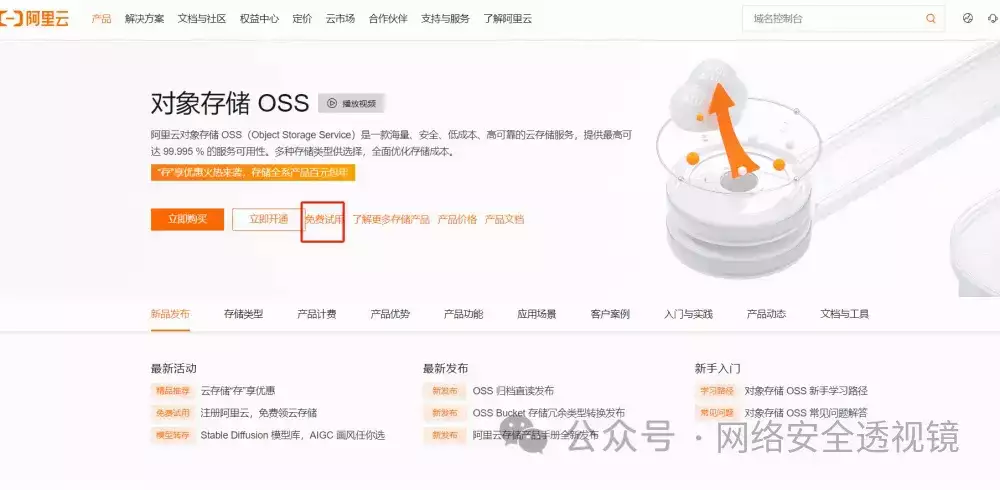 阿里云 产品 解决方案 文档与社区 权益中心 定价 云市场 合作伙伴 支持与服务 了解阿里云 域名控制台
对象存储 OSS 播放视频
阿里云对象存储 OSS（Object Storage Service）是一款海量、安全、低成本、高可靠的云存储服务，提供最高可
达 99.995 % 的服务可用性。多种存储类型供选择，全面优化存储成本。
“存”享优惠火热来袭，存储全系产品百元包年
立即购买 立即开通 免费试用 了解更多存储产品 产品价格 产品文档
新品发布 存储类型 产品计费 产品优势 产品功能 应用场景 客户案例 入门与实践 产品动态 文档与工具
最新活动 最新发布 新手入门
精品推荐 云存储“存”享优惠 新发布 OSS 归档直读发布 学习路径 对象存储 OSS 新手学习路径
免费试用 注册阿里云，免费领云存储 新发布 OSS Bucket 存储冗余类型转换发布 常见问题 对象存储 OSS 常见问题解答
模型转存 Stable Diffusion 模型库，AIGC 画风任你选 新发布 阿里云存储产品手册全新发布
公众号 · 网络安全透视镜